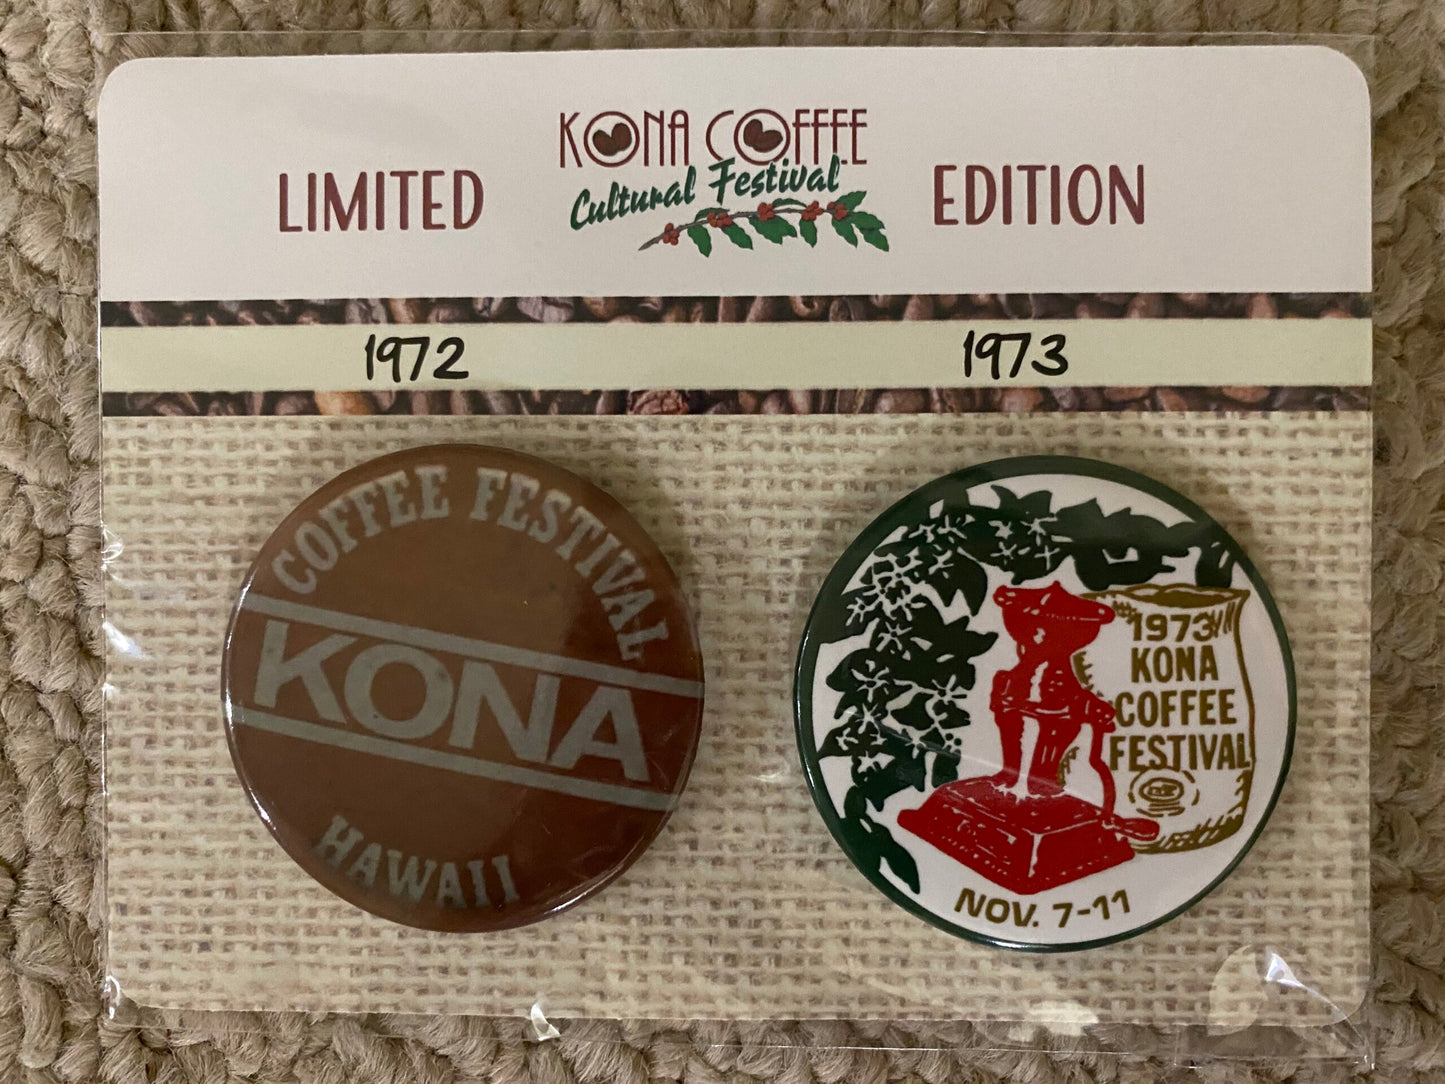 KONA COFFEE
LIMITED Cultural Festival EDITION
1972 1973
COFFEE FESTIVAL
KONA
HAWAII
1973
KONA
COFFEE
FESTIVAL
NOV. 7-11